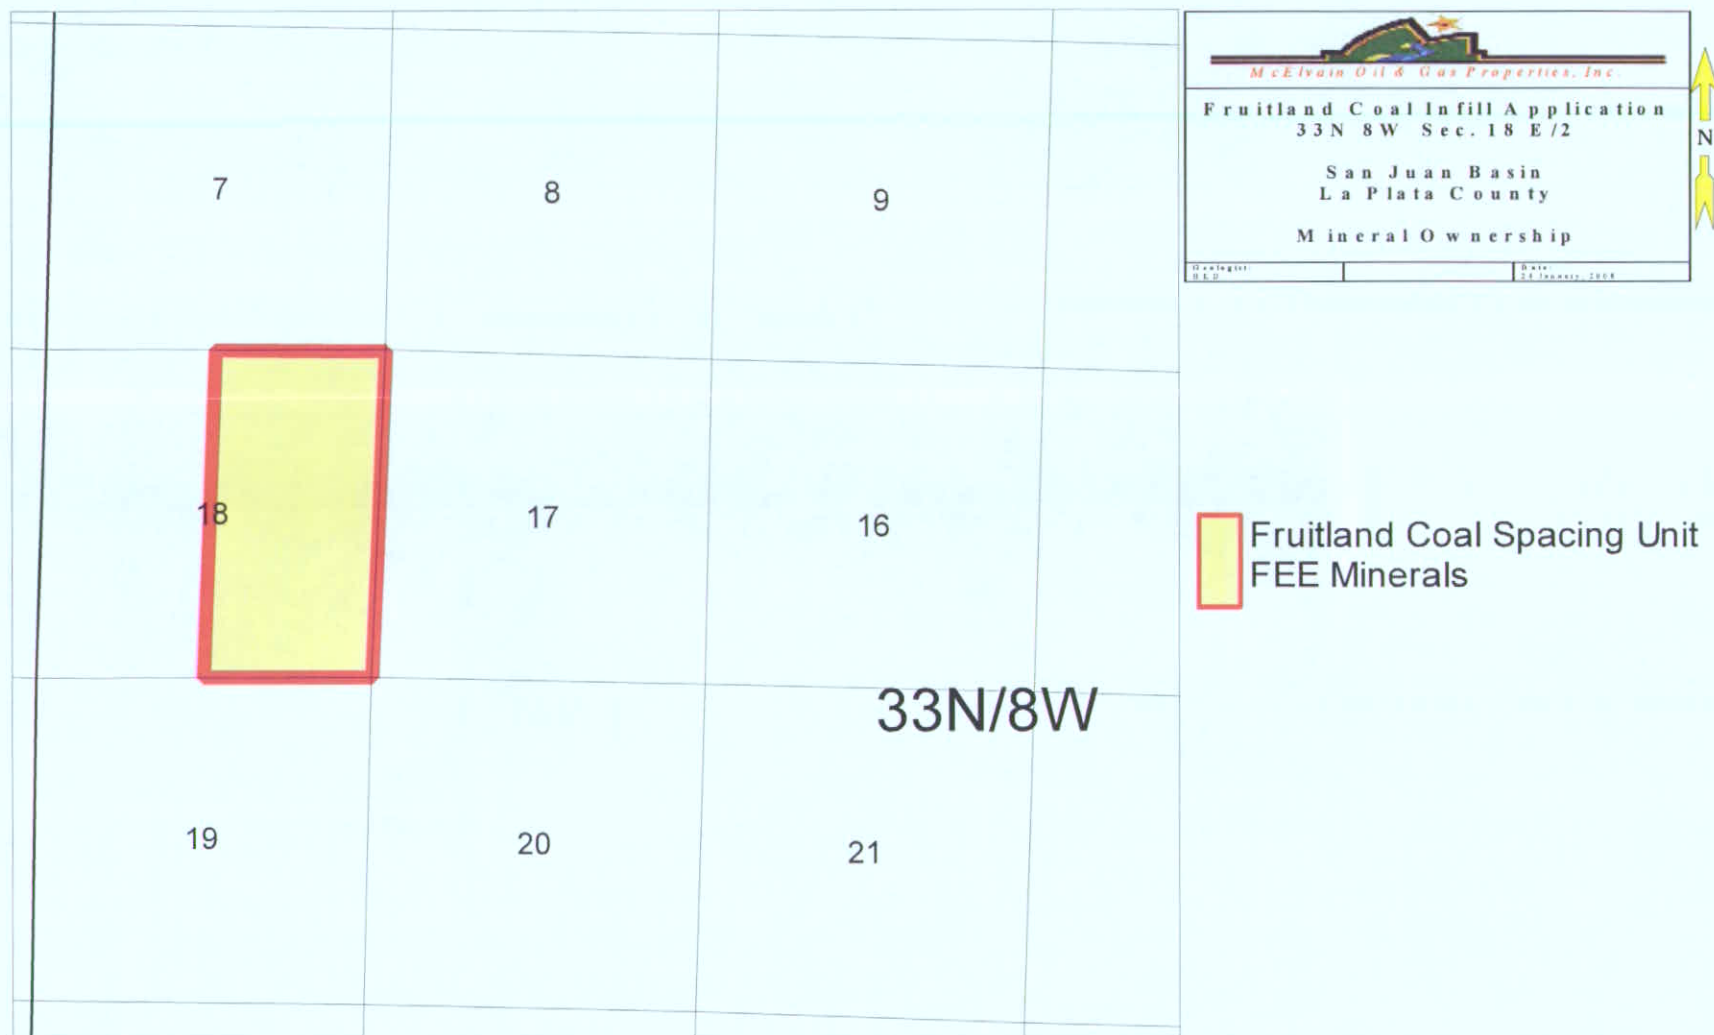 McElvain Oil & Gas Properties, Inc.
Fruitland Coal Infill Application
33N 8W Sec. 18 E/2
San Juan Basin
La Plata County
Mineral Ownership
Geologist:
Date:
N
7
8
9
18
17
16
Fruitland Coal Spacing Unit
FEE Minerals
33N/8W
19
20
21